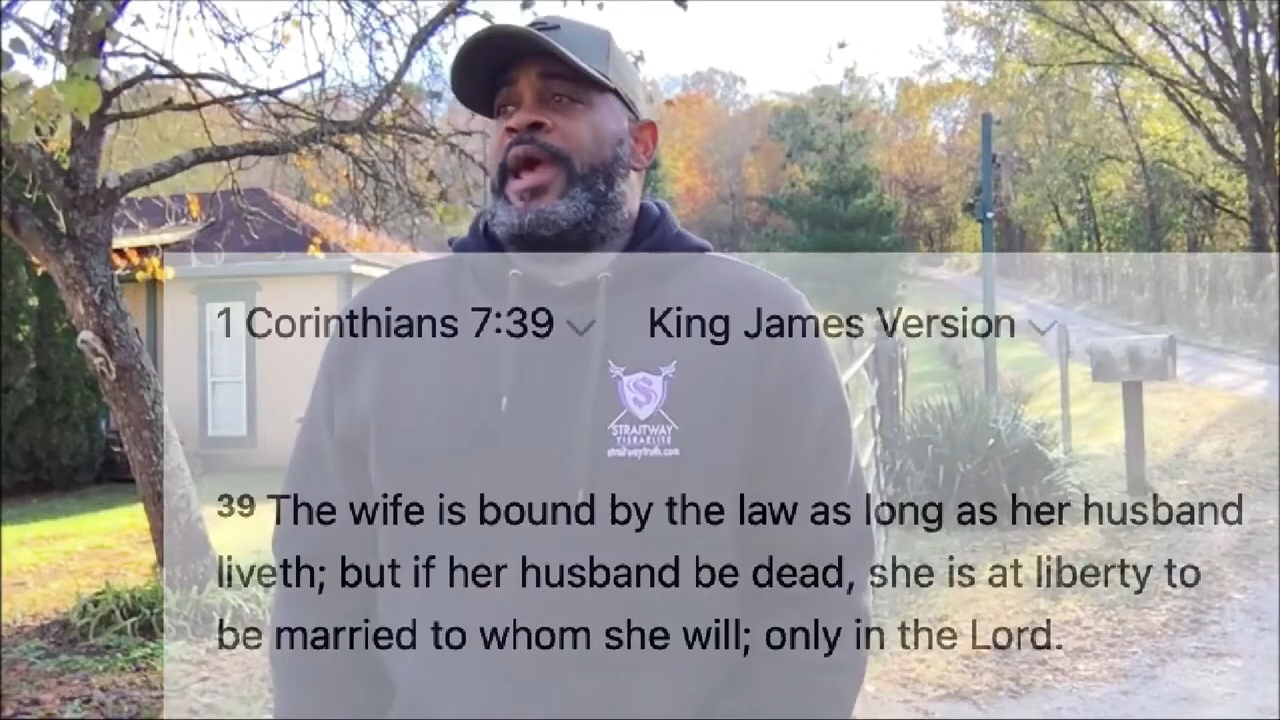 1 Corinthians 7:39 King James Version
STRAITWAY
straitwaytruth.com
39 The wife is bound by the law as long as her husband
liveth; but if her husband be dead, she is at liberty to
be married to whom she will; only in the Lord.